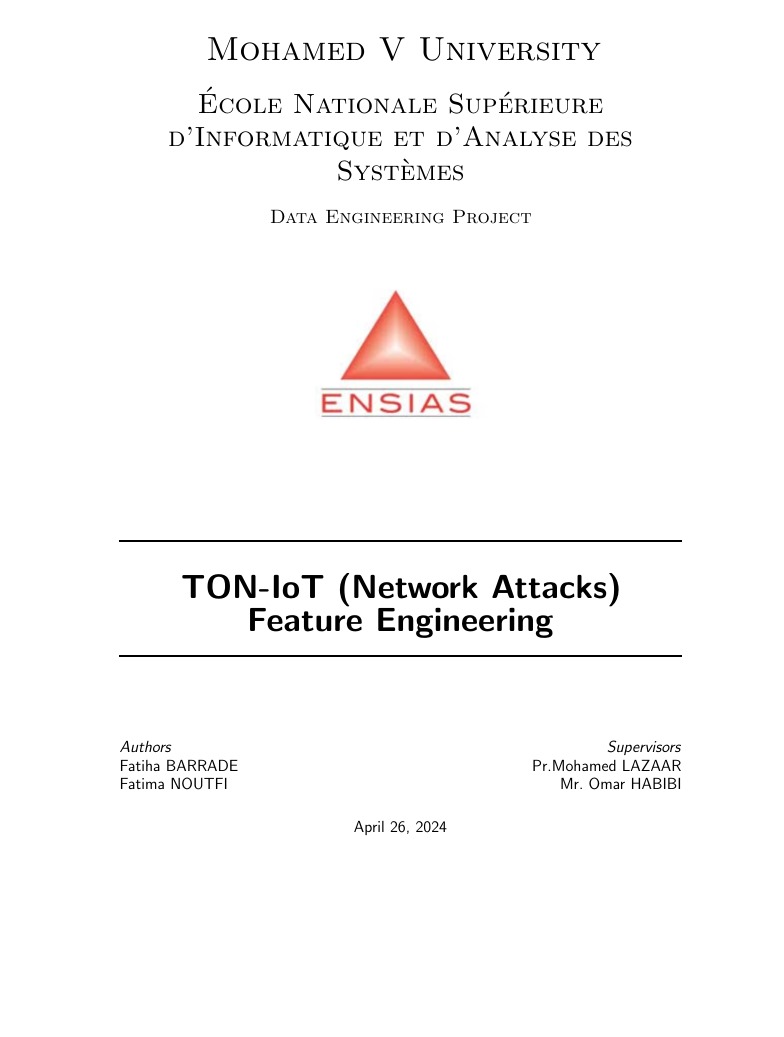 Mohamed V University
École Nationale Supérieure
d'Informatique et d'Analyse des
Systèmes
Data Engineering Project
ENSIAS
TON-IoT (Network Attacks)
Feature Engineering
Authors
Fatiha BARRADE
Fatima NOUTFI
Supervisors
Pr.Mohamed LAZAAR
Mr. Omar HABIBI
April 26, 2024